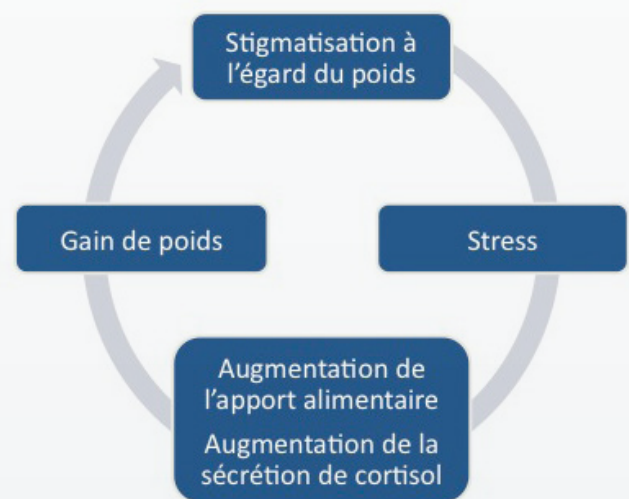 Stigmatisation à
l’égard du poids
Gain de poids
Stress
Augmentation de
l’apport alimentaire
Augmentation de la
sécrétion de cortisol